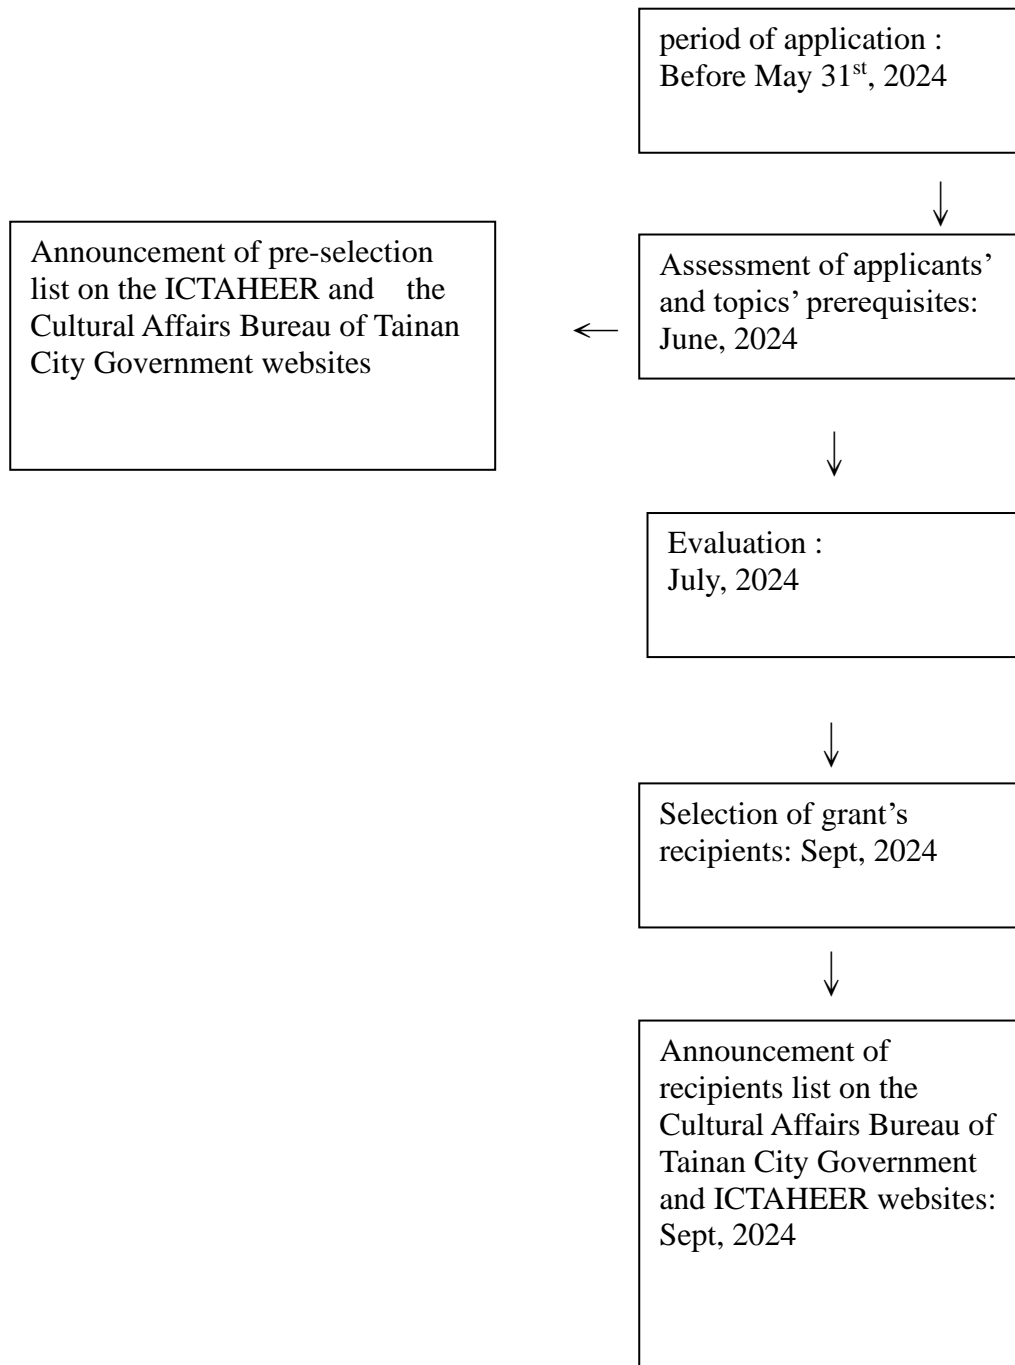 period of application :
Before May 31st, 2024
Announcement of pre-selection
list on the ICTAHEER and the
Cultural Affairs Bureau of Tainan
City Government websites
Assessment of applicants’
and topics’ prerequisites:
June, 2024
Evaluation :
July, 2024
Selection of grant’s
recipients: Sept, 2024
Announcement of
recipients list on the
Cultural Affairs Bureau of
Tainan City Government
and ICTAHEER websites:
Sept, 2024